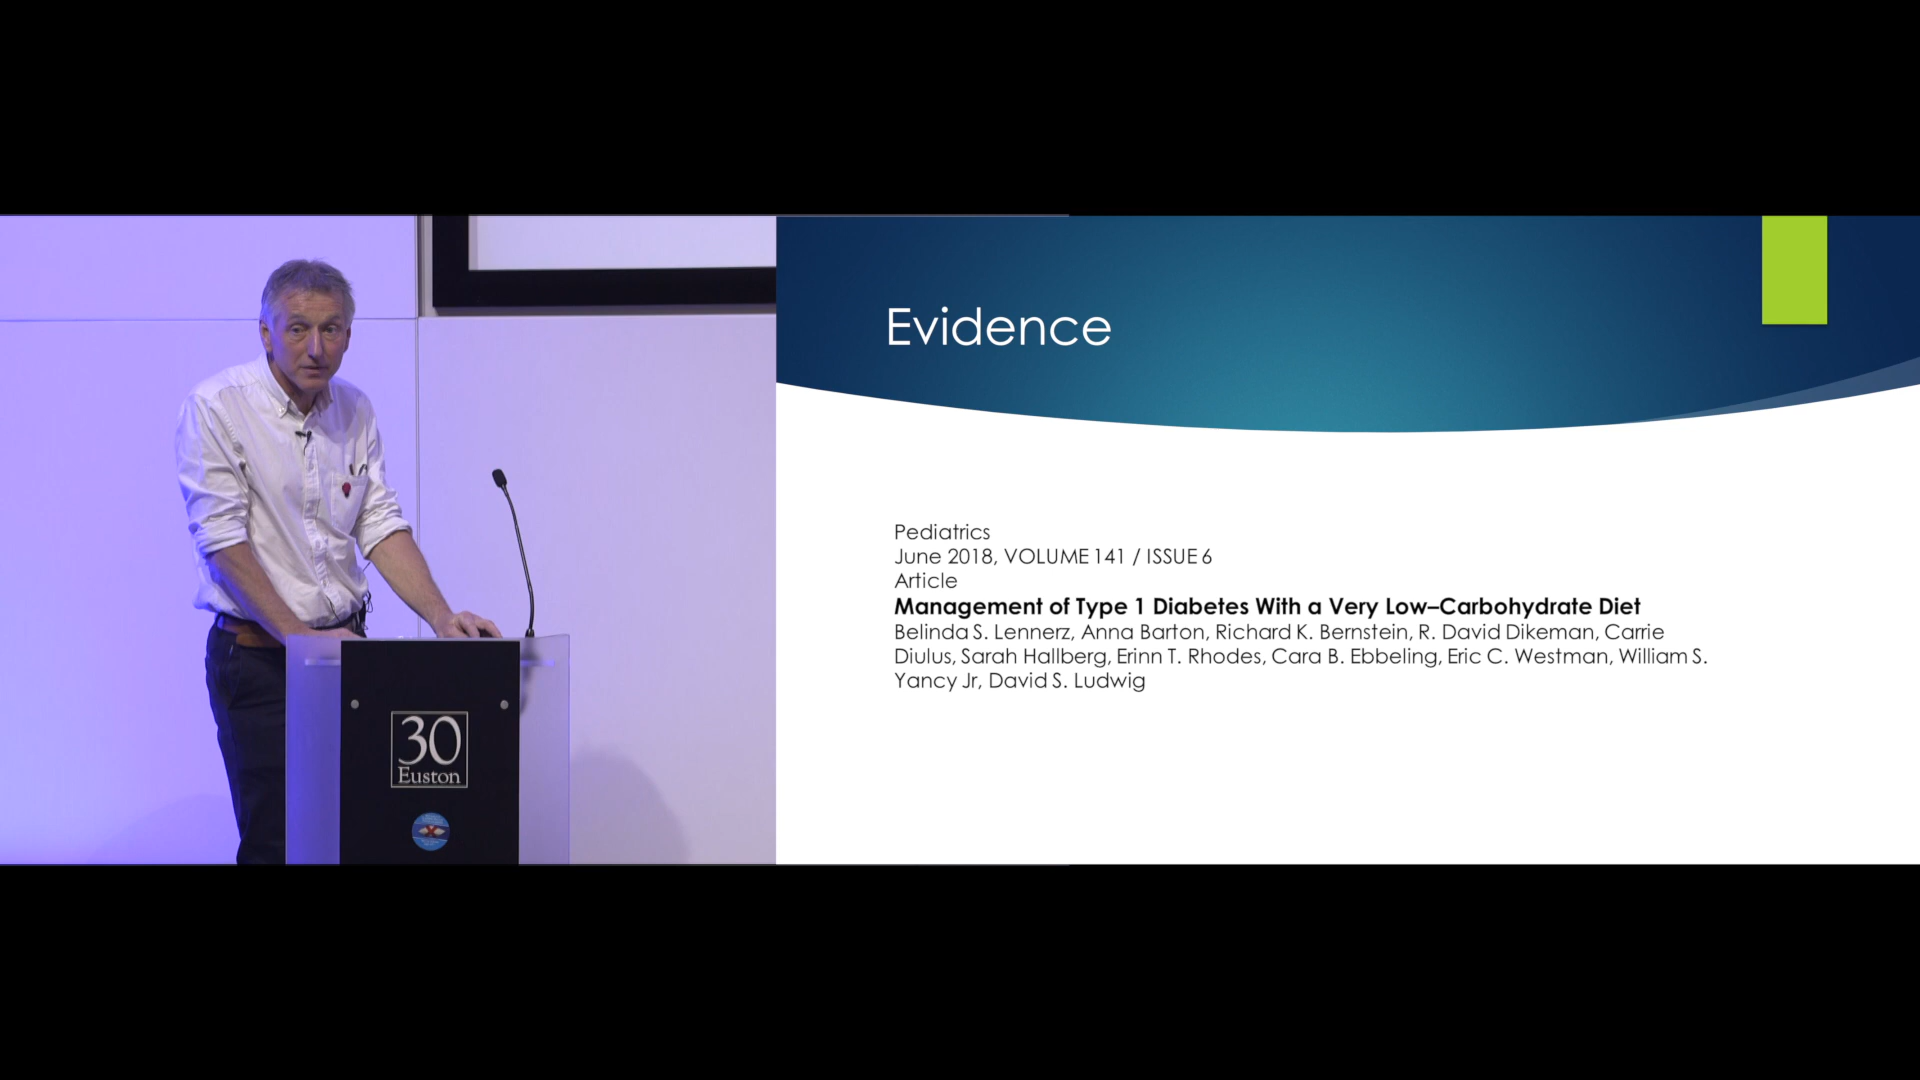 Evidence
Pediatrics
June 2018, VOLUME 141 / ISSUE 6
Article
Management of Type 1 Diabetes With a Very Low–Carbohydrate Diet
Belinda S. Lennerz, Anna Barton, Richard K. Bernstein, R. David Dikeman, Carrie
Diulus, Sarah Hallberg, Erinn T. Rhodes, Cara B. Ebbeling, Eric C. Westman, William S.
Yancy Jr, David S. Ludwig
30
Euston